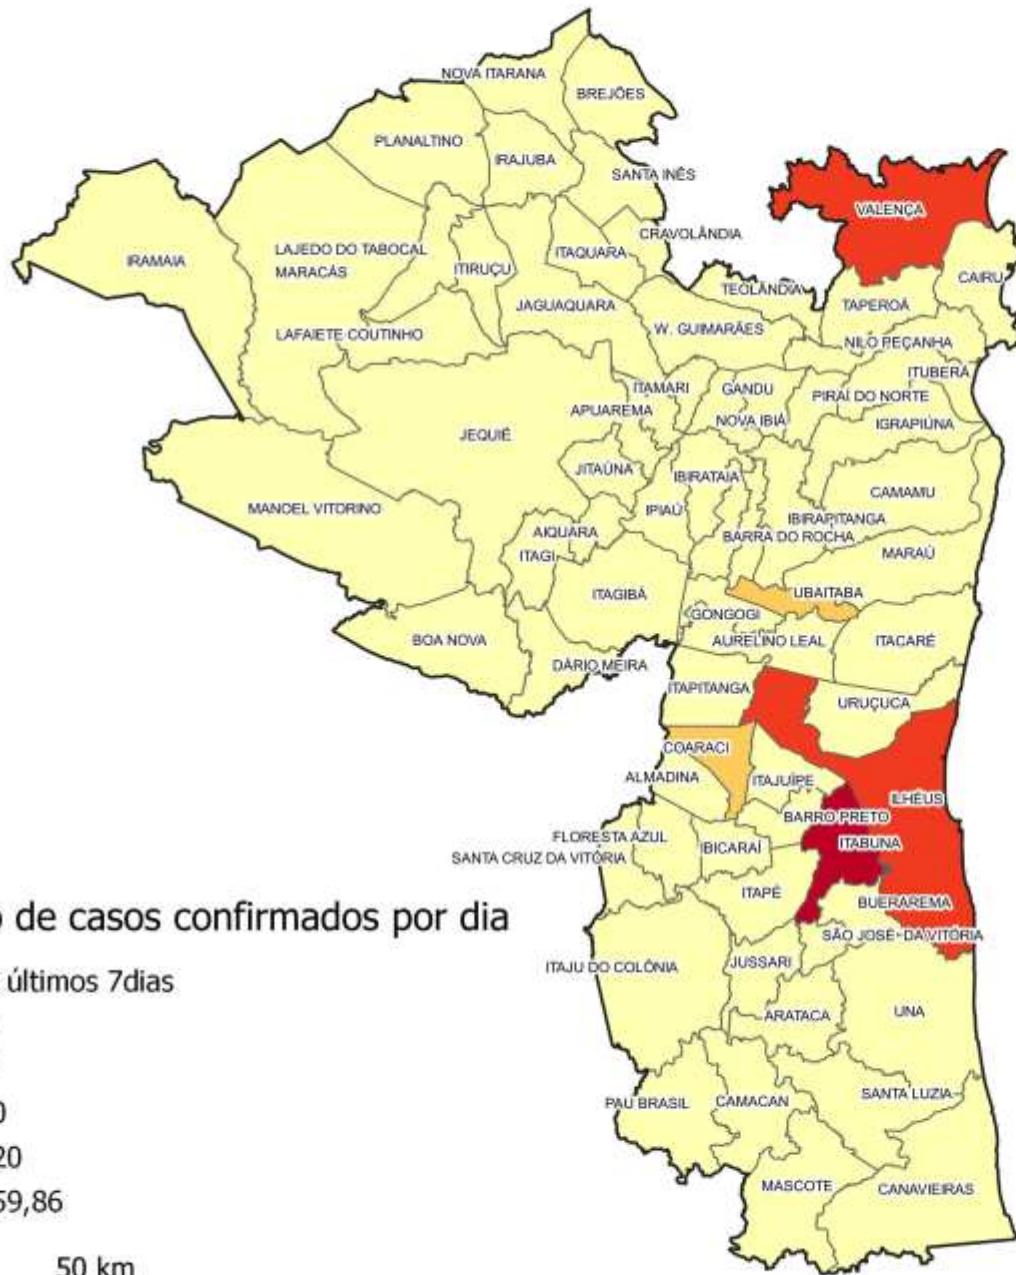 NOVA ITARANA
BREJÕES
PLANALTINO
IRAJUBA
SANTA INÊS
VALENÇA
CRAVOLÂNDIA
LAJEDO DO TABOCAL
ITAQUARA
IRAMAIA
MARACÁS
ITIRUÇU
CAIRU
TEOLÂNDIA
JAGUAQUARA
TAPEROÁ
W. GUIMARÃES
LAFAIETE COUTINHO
NILO PEÇANHA
ITUBERÁ
ITAMARI
GANDU
PIRAÍ DO NORTE
APUAREMA
NOVA IBIÁ
IGRAPIÚNA
JEQUIÉ
JITAÚNA
IBIRATAIA
CAMAMU
MANOEL VITORINO
IPIAÚ
IBIRAPITANGA
AIQUARA
BARRA DO ROCHA
ITAGI
MARAÚ
ITAGIBÁ
UBAITABA
GONGOGI
BOA NOVA
AURELINO LEAL
ITACARÉ
DÁRIO MEIRA
ITAPITANGA
URUÇUCA
COARACI
ALMADINA
ITAJUÍPE
ILHÉUS
BARRO PRETO
FLORESTA AZUL
IBICARAÍ
ITABUNA
SANTA CRUZ DA VITÓRIA
ITAPÉ
BUERAREMA
de casos confirmados por dia
SÃO JOSÉ DA VITÓRIA
ITAJU DO COLÔNIA
JUSSARI
últimos 7dias
UNA
ARATACA
SANTA LUZIA
PAU BRASIL
CAMACAN
20
59,86
MASCOTE
CANAVIEIRAS
50 km